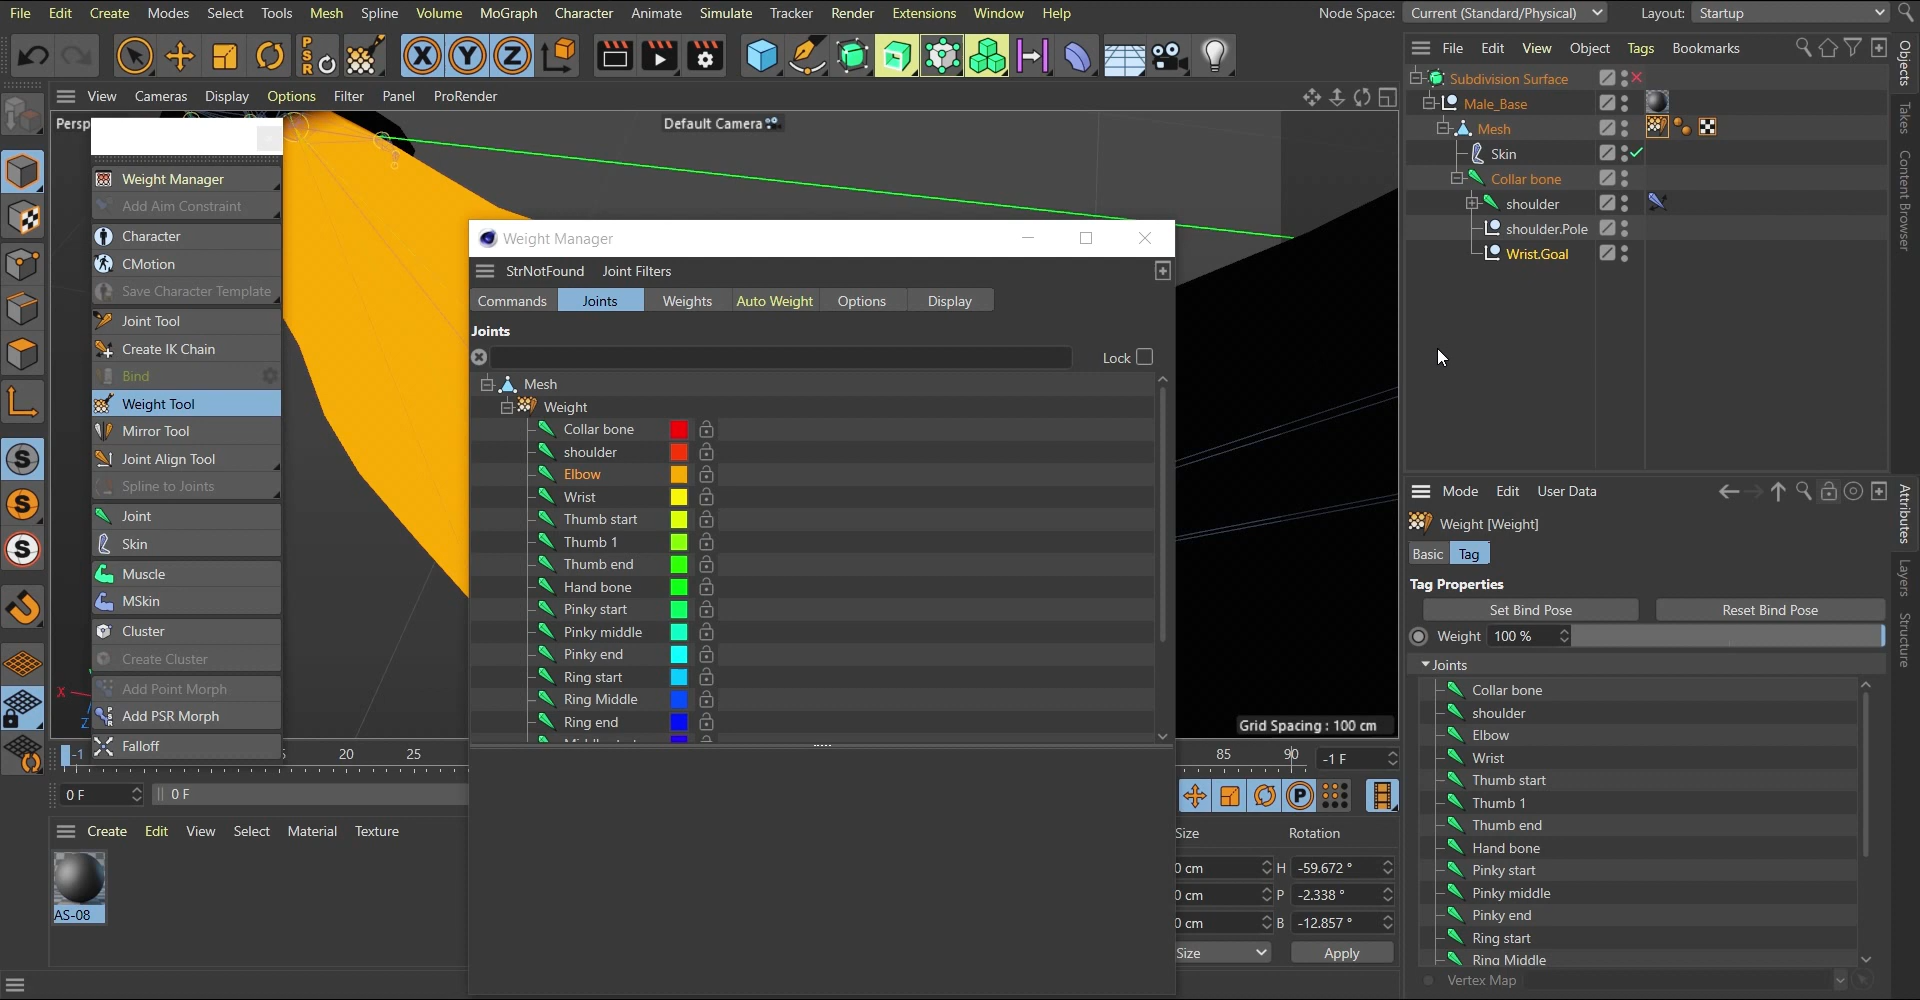 File Edit Create Modes Select Tools Mesh Spline Volume MoGraph Character Animate Simulate Tracker Render Extensions Window Help Node Space: Current (Standard/Physical) Layout: Startup
X Y Z
PSR
File Edit View Object Tags Bookmarks
View Cameras Display Options Filter Panel ProRender
Persp
Default Camera
Weight Manager
Add Aim Constraint
Character
CMotion
Save Character Template
Joint Tool
Create IK Chain
Bind
Weight Tool
Mirror Tool
Joint Align Tool
Spline to Joints
Joint
Skin
Muscle
MSkin
Cluster
Create Cluster
Add Point Morph
Add PSR Morph
Falloff
S
S
S
X
Z
Weight Manager
StrNotFound Joint Filters
Commands Joints Weights Auto Weight Options Display
Joints
Lock
Mesh
Weight
Collar bone
shoulder
Elbow
Wrist
Thumb start
Thumb 1
Thumb end
Hand bone
Pinky start
Pinky middle
Pinky end
Ring start
Ring Middle
Ring end
Grid Spacing : 100 cm
-1 5 20 25 85 90 -1 F
0 F 0 F
P
Create Edit View Select Material Texture
AS-08
Size Rotation
0 cm H -59.672 °
0 cm P -2.338 °
0 cm B -12.857 °
Size Apply
Subdivision Surface
Male_Base
Mesh
Skin
Collar bone
shoulder
shoulder.Pole
Wrist.Goal
Objects
Takes
Content Browser
Mode Edit User Data
Weight [Weight]
Basic Tag
Tag Properties
Set Bind Pose Reset Bind Pose
Weight 100 %
Joints
Collar bone
shoulder
Elbow
Wrist
Thumb start
Thumb 1
Thumb end
Hand bone
Pinky start
Pinky middle
Pinky end
Ring start
Ring Middle
Vertex Map
Attributes
Layers
Structure